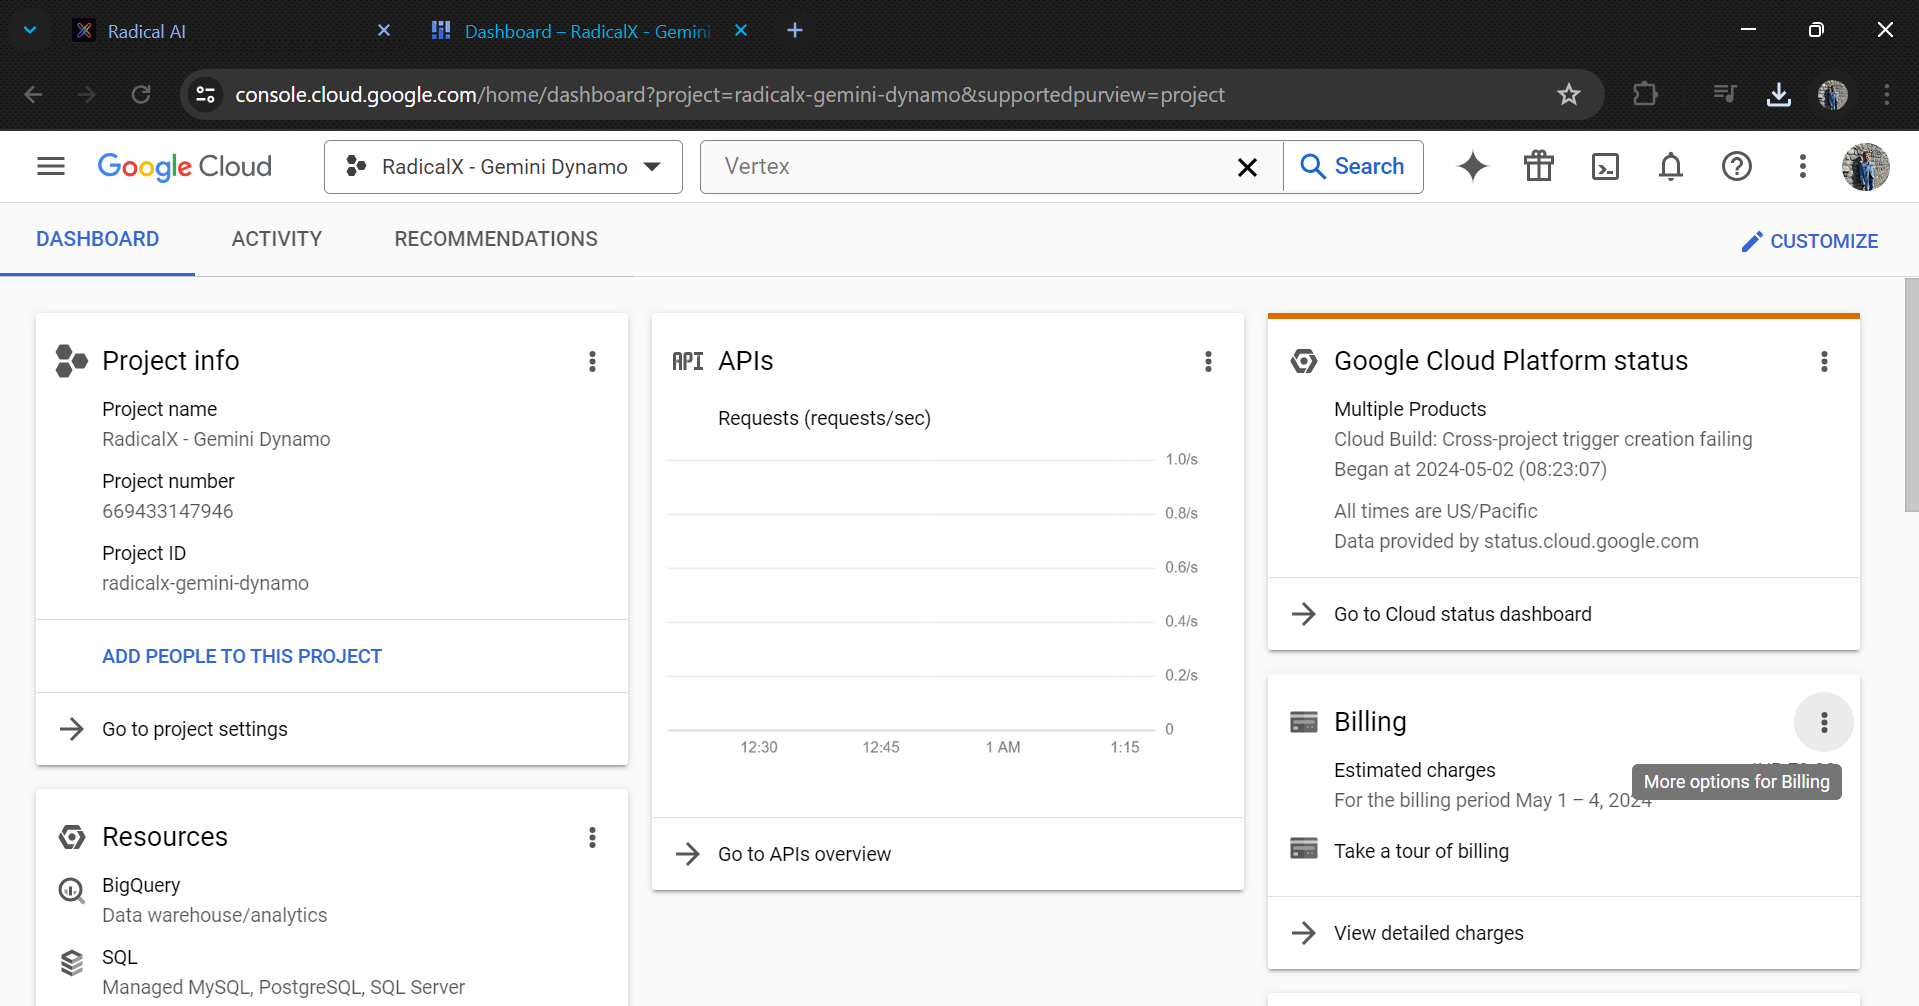 Radical AI
Dashboard – RadicalX - Gemini
console.cloud.google.com/home/dashboard?project=radicalx-gemini-dynamo&supportedpurview=project
Google Cloud
RadicalX - Gemini Dynamo
Vertex
Search
DASHBOARD
ACTIVITY
RECOMMENDATIONS
CUSTOMIZE
Project info
Project name
RadicalX - Gemini Dynamo
Project number
669433147946
Project ID
radicalx-gemini-dynamo
ADD PEOPLE TO THIS PROJECT
Go to project settings
Resources
BigQuery
Data warehouse/analytics
SQL
Managed MySQL, PostgreSQL, SQL Server
API APIs
Requests (requests/sec)
1.0/s
0.8/s
0.6/s
0.4/s
0.2/s
0
12:30 12:45 1 AM 1:15
Go to APIs overview
Google Cloud Platform status
Multiple Products
Cloud Build: Cross-project trigger creation failing
Began at 2024-05-02 (08:23:07)
All times are US/Pacific
Data provided by status.cloud.google.com
Go to Cloud status dashboard
Billing
Estimated charges
More options for Billing
For the billing period May 1 – 4, 2024
Take a tour of billing
View detailed charges